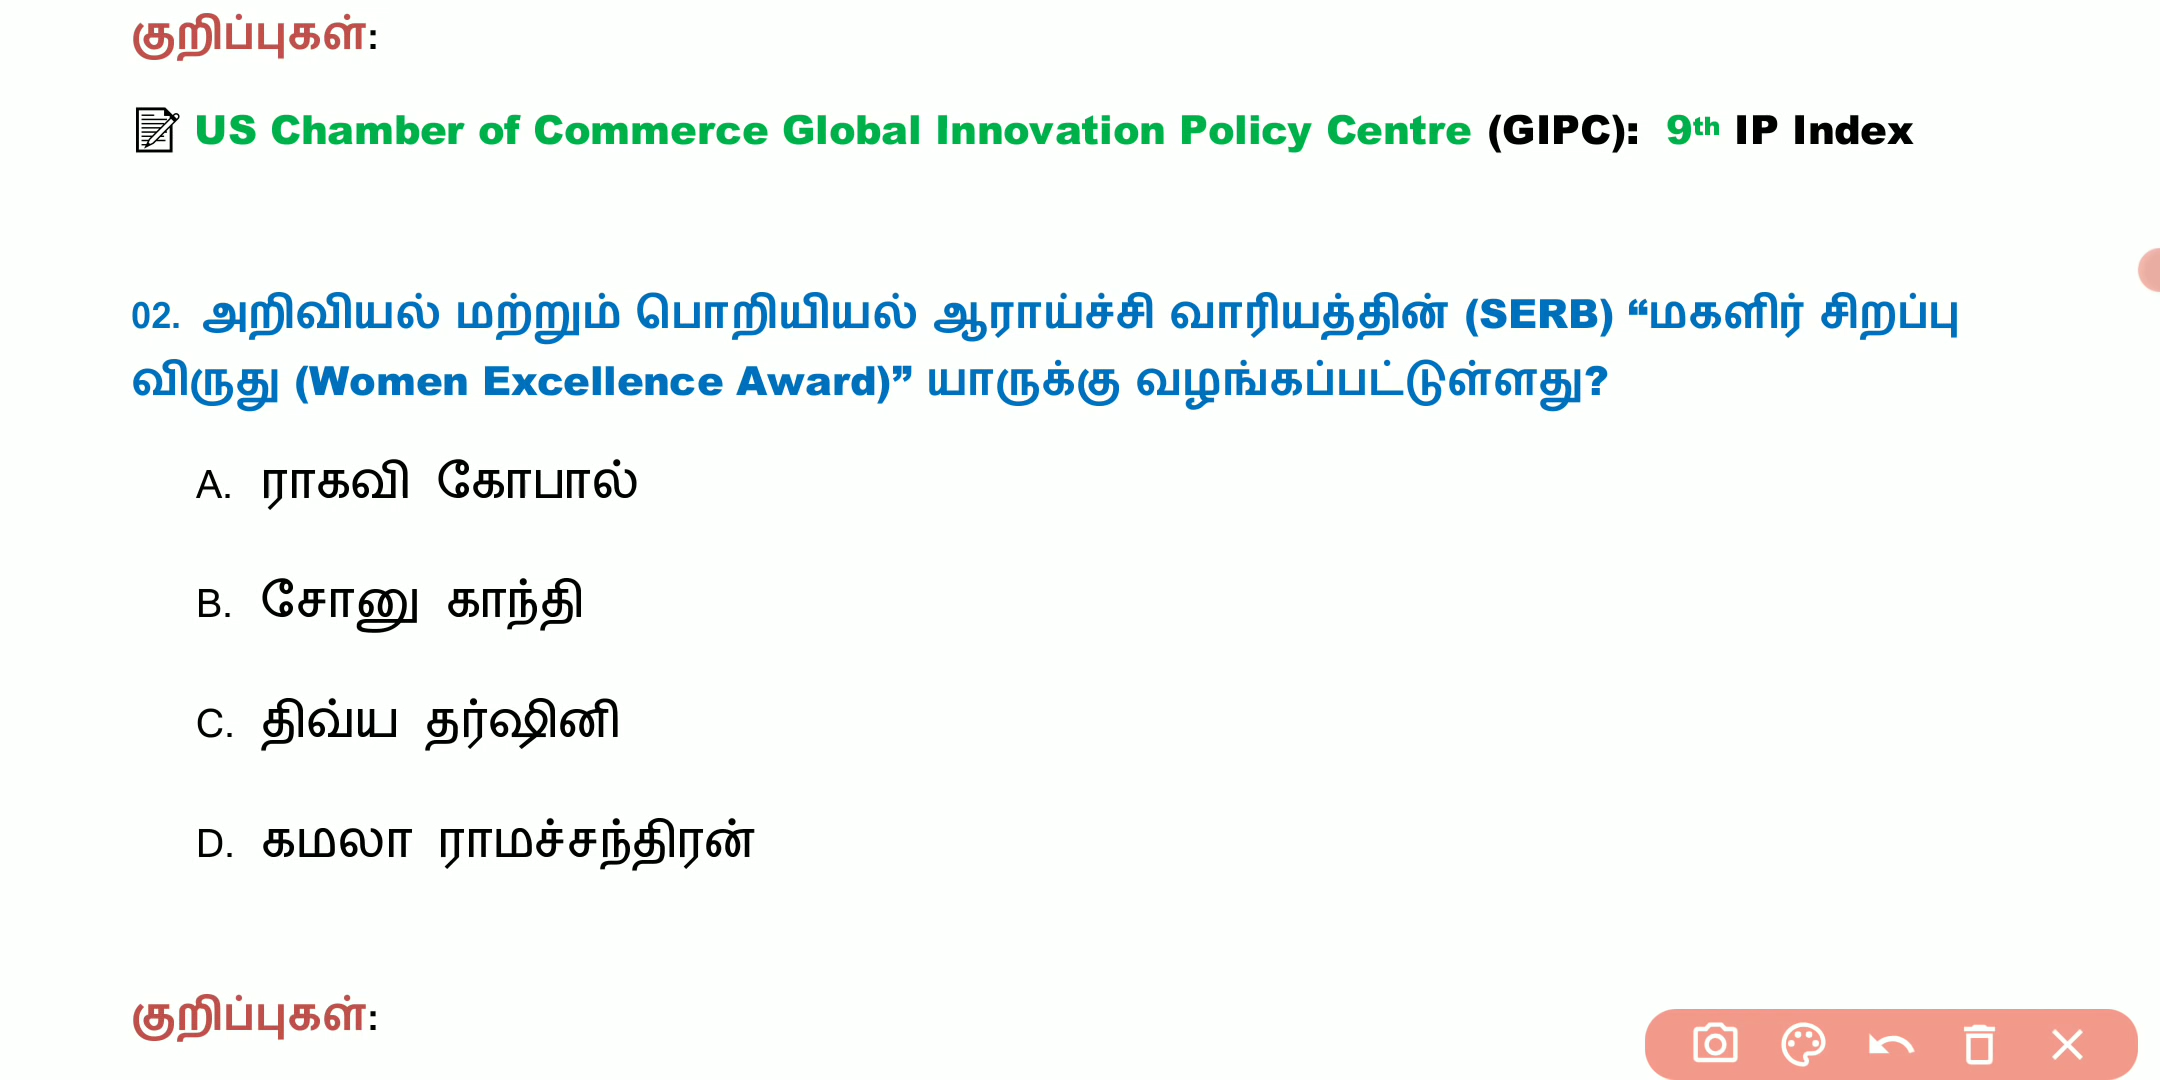 குறிப்புகள்:
US Chamber of Commerce Global Innovation Policy Centre (GIPC): 9th IP Index
02. அறிவியல் மற்றும் பொறியியல் ஆராய்ச்சி வாரியத்தின் (SERB) “மகளிர் சிறப்பு
விருது (Women Excellence Award)” யாருக்கு வழங்கப்பட்டுள்ளது?
A. ராகவி கோபால்
B. சோனு காந்தி
C. திவ்ய தர்ஷினி
D. கமலா ராமச்சந்திரன்
குறிப்புகள்: